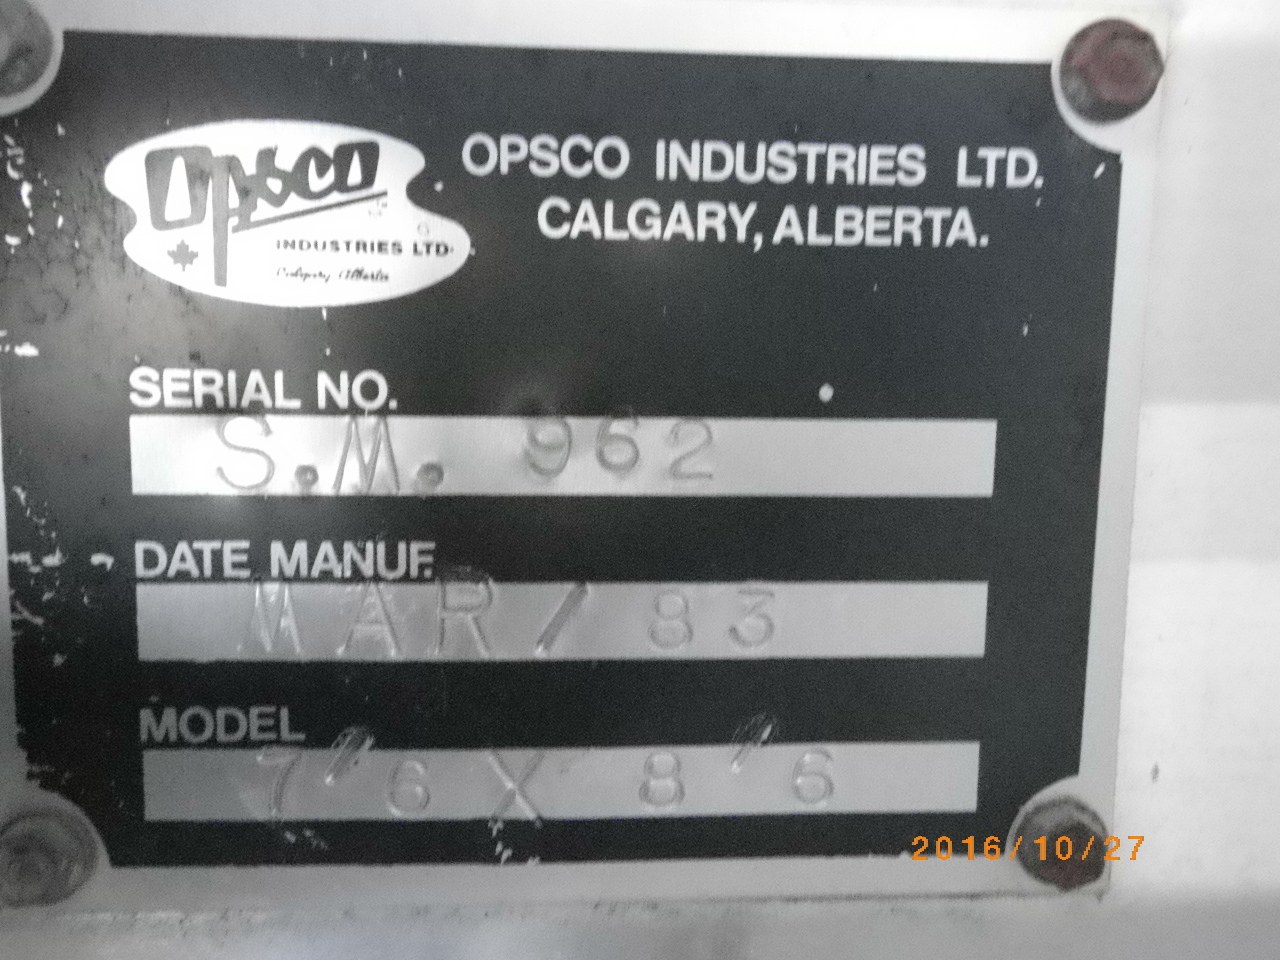 OPSCO
INDUSTRIES LTD.
Calgary Alberta
OPSCO INDUSTRIES LTD.
CALGARY, ALBERTA.
SERIAL NO.
S.M. 962
DATE MANUF.
MAR/83
MODEL
7'6 X 8'6
2016/10/27